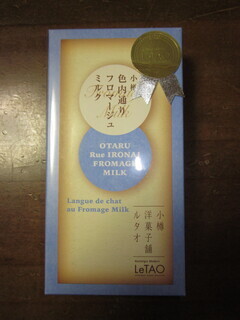 小樽
色内通り
フロマージュ
ミルク
OTARU
Rue IRONAI
FROMAGE
MILK
Langue de chat
au Fromage Milk
小樽
洋菓子舗
ルタオ
LeTAO